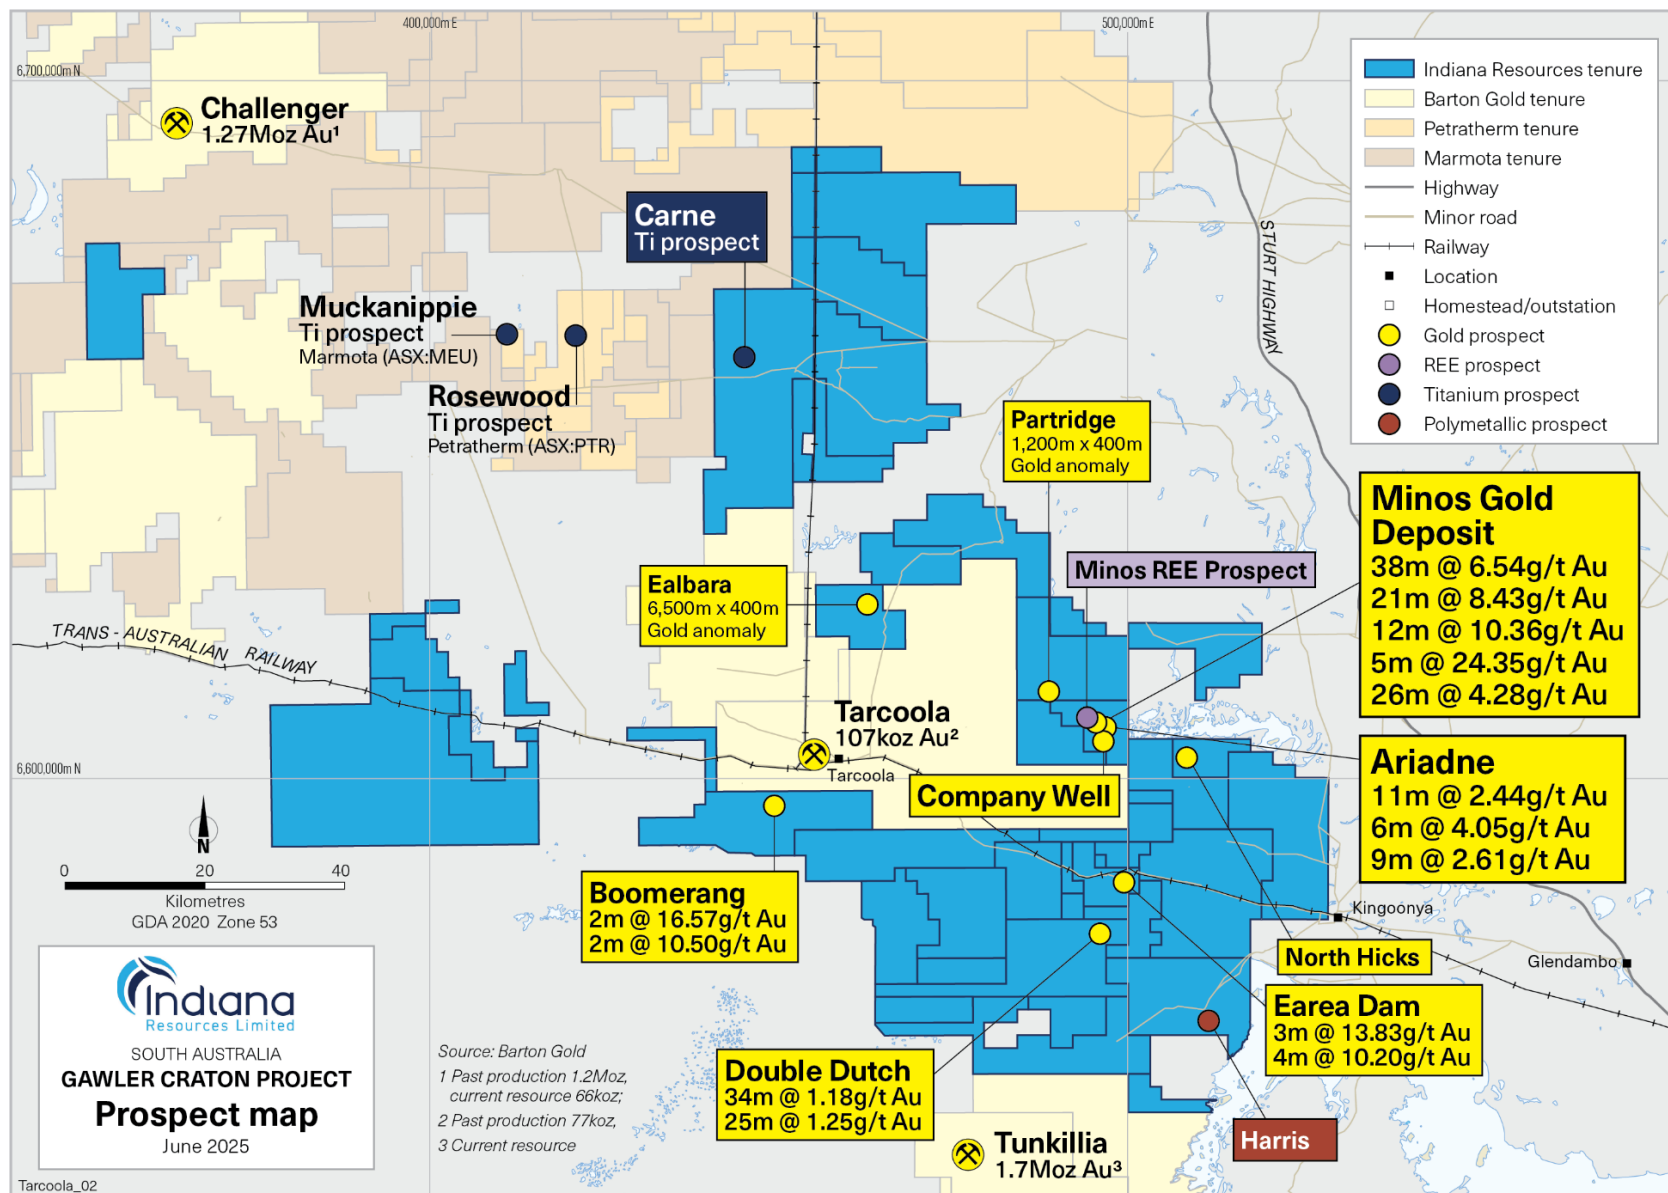 400,000m E
500,000m E
6,700,000m N
Challenger
1.27Moz Au¹
Indiana Resources tenure
Barton Gold tenure
Petratherm tenure
Marmota tenure
Highway
Minor road
Railway
Location
Homestead/outstation
Gold prospect
REE prospect
Titanium prospect
Polymetallic prospect
Carne
Ti prospect
STURT HIGHWAY
Muckanippie
Ti prospect
Marmota (ASX:MEU)
Rosewood
Ti prospect
Petratherm (ASX:PTR)
Partridge
1,200m x 400m
Gold anomaly
Minos Gold
Deposit
38m @ 6.54g/t Au
21m @ 8.43g/t Au
12m @ 10.36g/t Au
5m @ 24.35g/t Au
26m @ 4.28g/t Au
Minos REE Prospect
Ealbara
6,500m x 400m
Gold anomaly
TRANS-AUSTRALIAN RAILWAY
Tarcoola
107koz Au²
Tarcoola
6,600,000m N
Company Well
Ariadne
11m @ 2.44g/t Au
6m @ 4.05g/t Au
9m @ 2.61g/t Au
N
0 20 40
Kilometres
GDA 2020 Zone 53
Boomerang
2m @ 16.57g/t Au
2m @ 10.50g/t Au
Kingoonya
North Hicks
Glendambo
Earea Dam
3m @ 13.83g/t Au
4m @ 10.20g/t Au
Indiana
Resources Limited
SOUTH AUSTRALIA
GAWLER CRATON PROJECT
Prospect map
June 2025
Source: Barton Gold
1 Past production 1.2Moz,
current resource 66koz;
2 Past production 77koz,
3 Current resource
Double Dutch
34m @ 1.18g/t Au
25m @ 1.25g/t Au
Tunkillia
1.7Moz Au³
Harris
Tarcoola_02